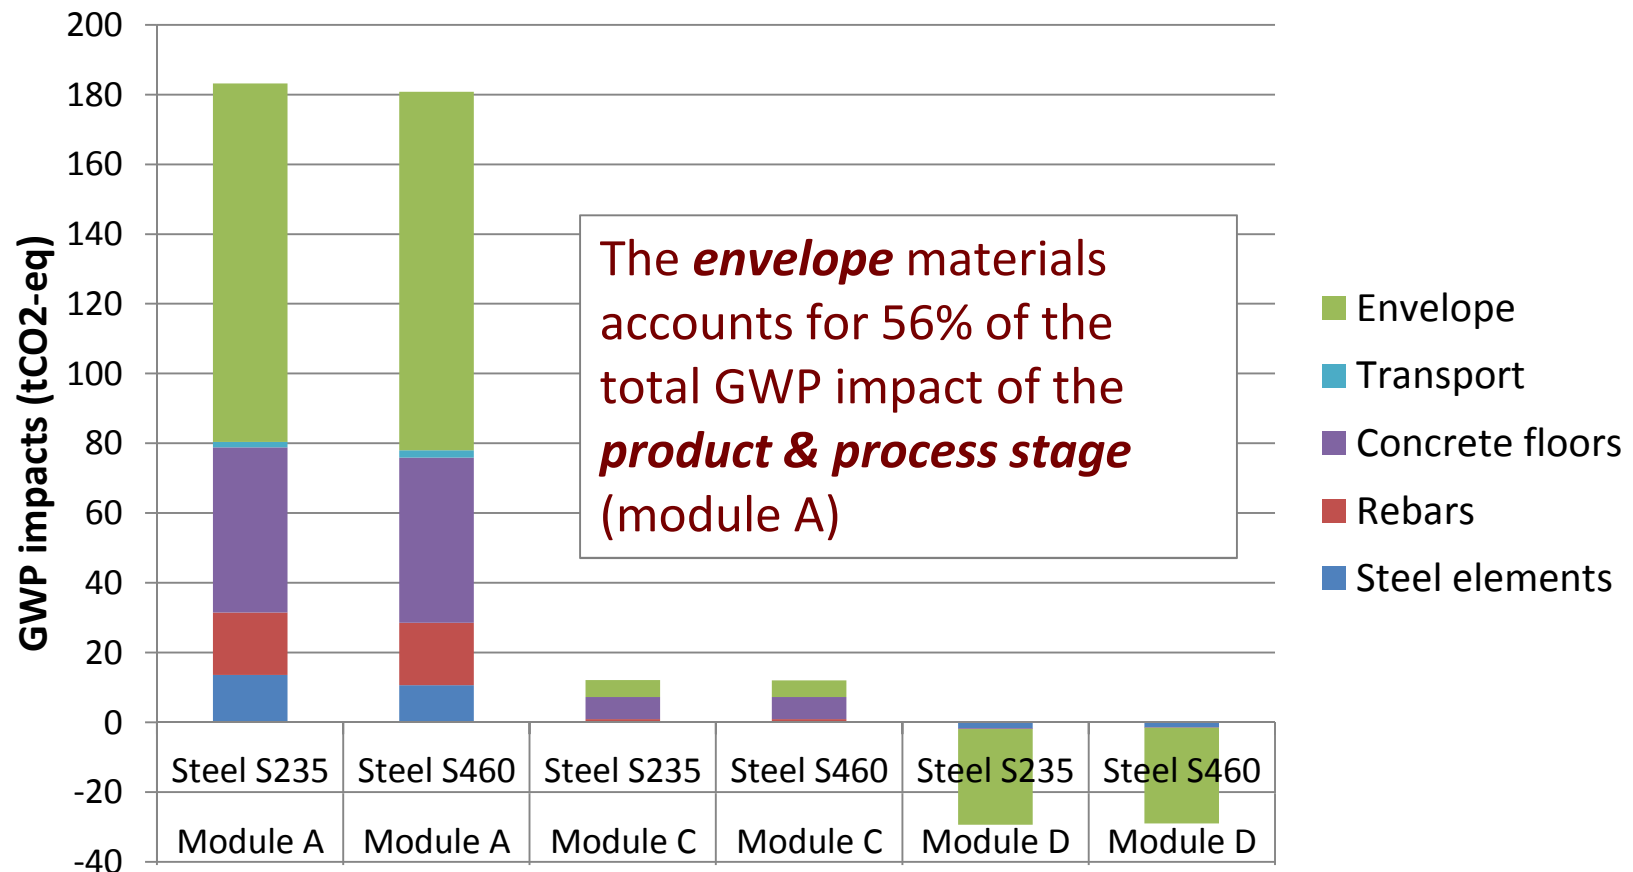 200
180
160
140
120
100
80
60
40
20
0
-20
-40
GWP impacts (tCO2-eq)
The envelope materials
accounts for 56% of the
total GWP impact of the
product & process stage
(module A)
Envelope
Transport
Concrete floors
Rebars
Steel elements
Steel S235 Steel S460 Steel S235 Steel S460 Steel S235 Steel S460
Module A Module A Module C Module C Module D Module D